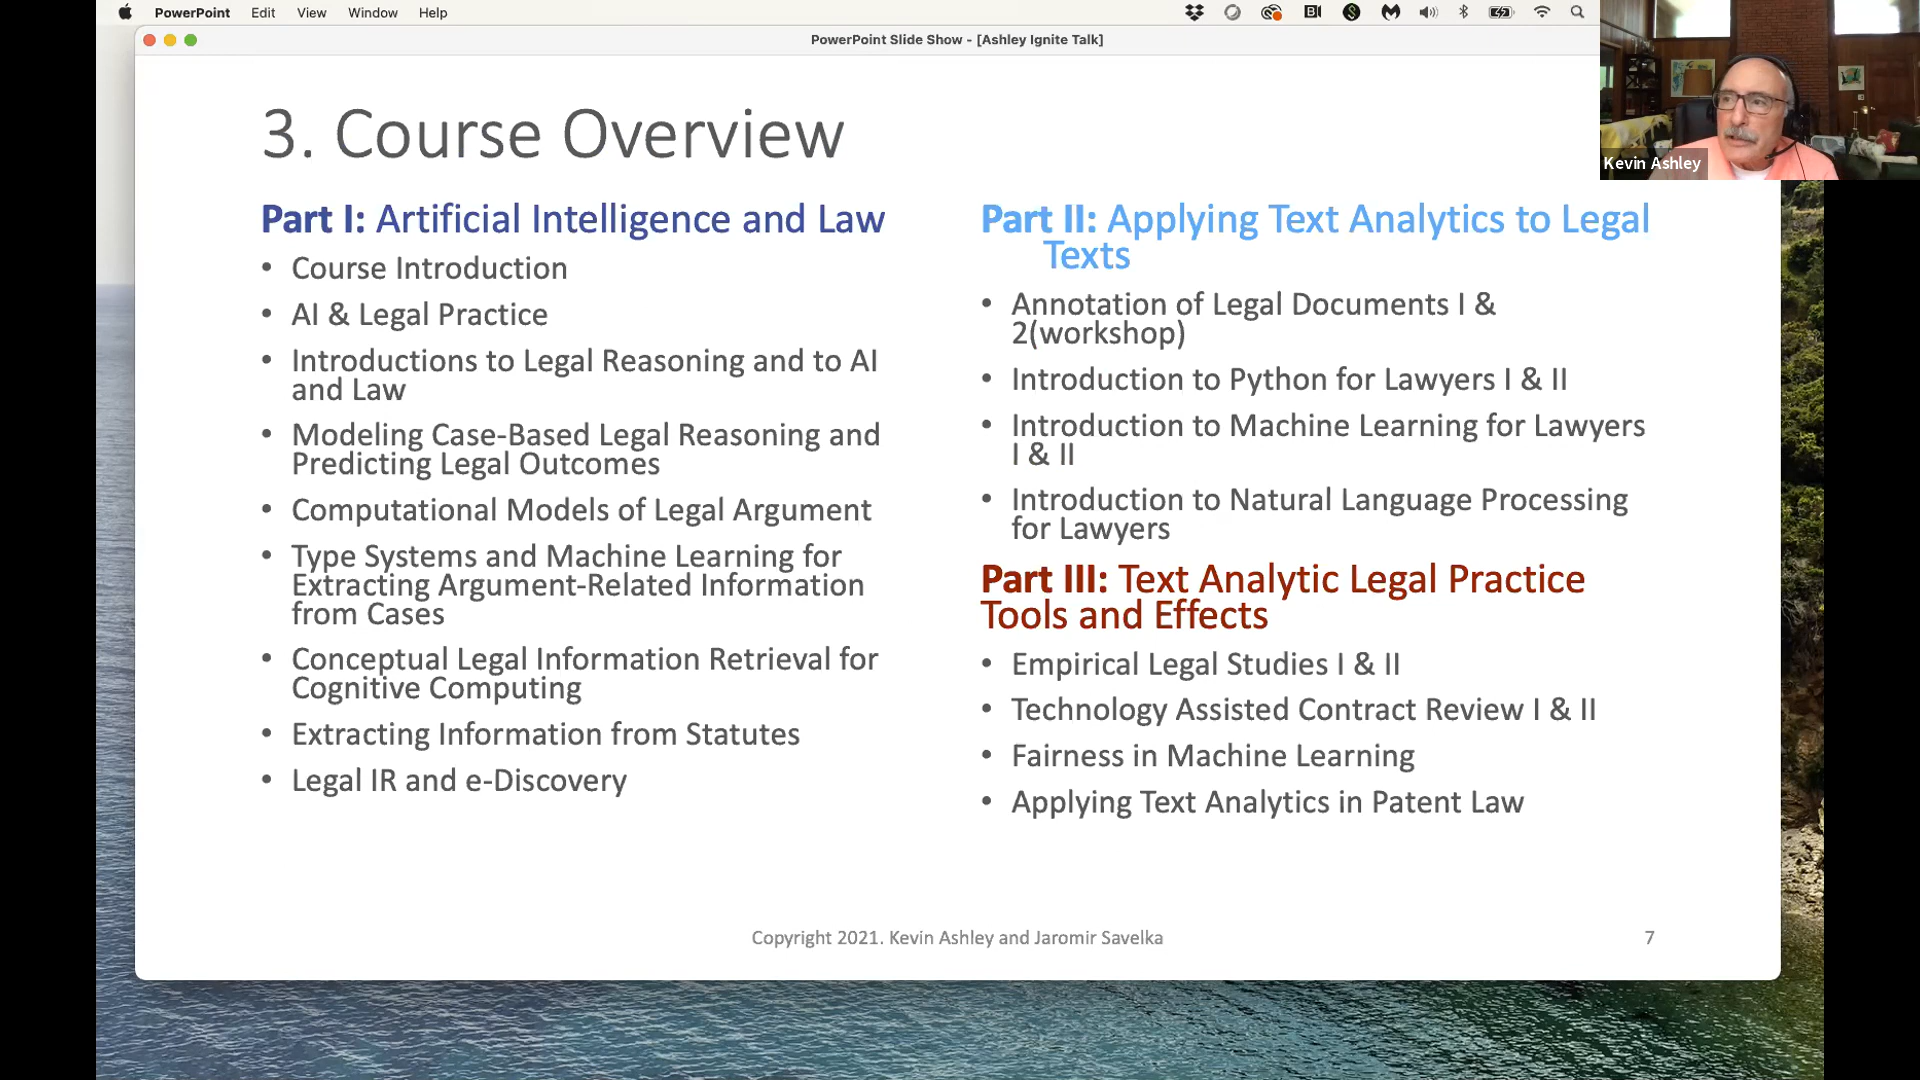 PowerPoint Edit View Window Help
PowerPoint Slide Show - [Ashley Ignite Talk]
Kevin Ashley
3. Course Overview
Part I: Artificial Intelligence and Law
• Course Introduction
• AI & Legal Practice
• Introductions to Legal Reasoning and to AI
and Law
• Modeling Case-Based Legal Reasoning and
Predicting Legal Outcomes
• Computational Models of Legal Argument
• Type Systems and Machine Learning for
Extracting Argument-Related Information
from Cases
• Conceptual Legal Information Retrieval for
Cognitive Computing
• Extracting Information from Statutes
• Legal IR and e-Discovery
Part II: Applying Text Analytics to Legal
Texts
• Annotation of Legal Documents I &
2(workshop)
• Introduction to Python for Lawyers I & II
• Introduction to Machine Learning for Lawyers
I & II
• Introduction to Natural Language Processing
for Lawyers
Part III: Text Analytic Legal Practice
Tools and Effects
• Empirical Legal Studies I & II
• Technology Assisted Contract Review I & II
• Fairness in Machine Learning
• Applying Text Analytics in Patent Law
Copyright 2021. Kevin Ashley and Jaromir Savelka
7